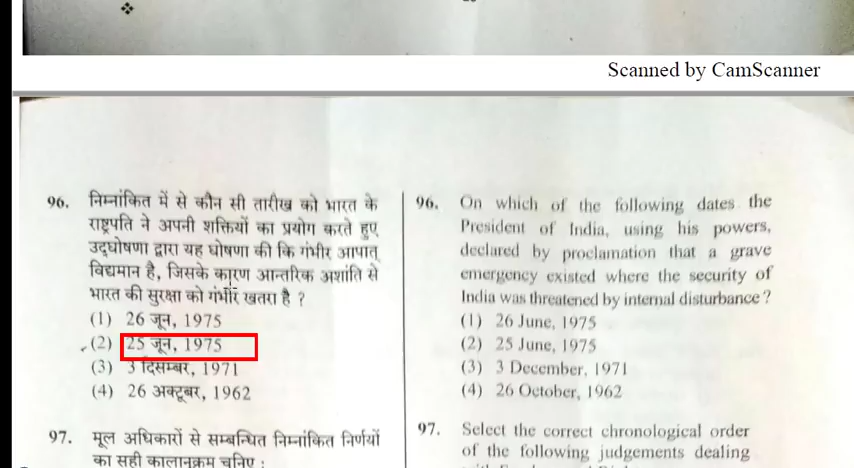 Scanned by CamScanner
96. निम्नांकित में से कौन सी तारीख को भारत के
राष्ट्रपति ने अपनी शक्तियों का प्रयोग करते हुए
उद्घोषणा द्वारा यह घोषणा की कि गंभीर आपात्
विद्यमान है, जिसके कारण आन्तरिक अशांति से
भारत की सुरक्षा को गंभीर खतरा है ?
(1) 26 जून, 1975
(2) 25 जून, 1975
(3) 3 दिसम्बर, 1971
(4) 26 अक्टूबर, 1962
97. मूल अधिकारों से सम्बन्धित निम्नांकित निर्णयों
का सही कालानुक्रम चुनिए :
96. On which of the following dates the
President of India, using his powers,
declared by proclamation that a grave
emergency existed where the security of
India was threatened by internal disturbance ?
(1) 26 June, 1975
(2) 25 June, 1975
(3) 3 December, 1971
(4) 26 October, 1962
97. Select the correct chronological order
of the following judgements dealing